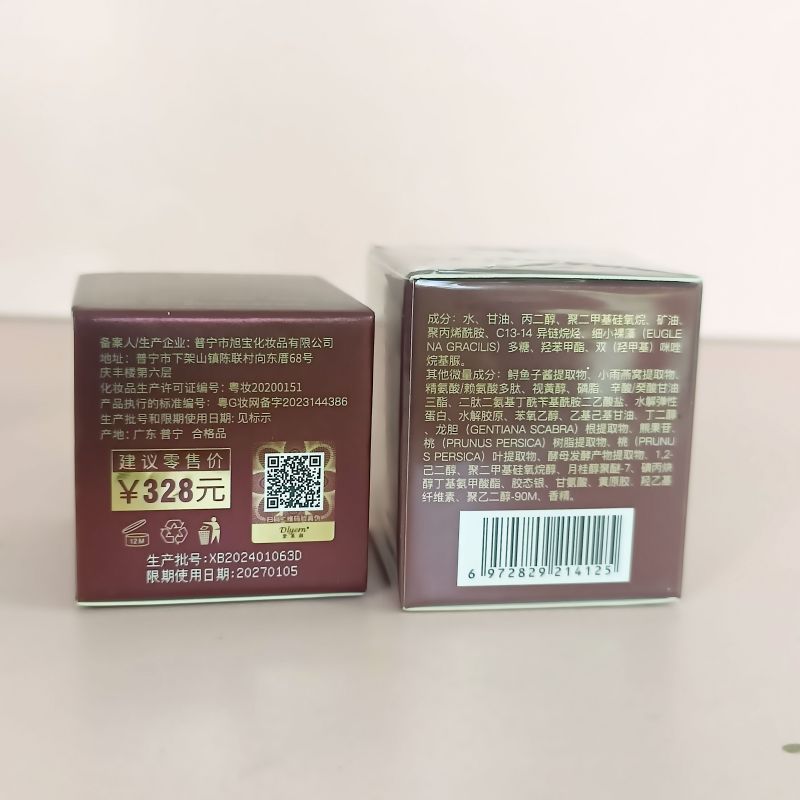 备案人/生产企业: 普宁市旭宝化妆品有限公司
地址: 普宁市下架山镇陈联村向东厝68号
庆丰楼第六层
化妆品生产许可证编号: 粤妆20200151
产品执行的标准编号: 粤G妆网备字2023144386
生产批号和限期使用日期: 见标示
产地: 广东 普宁 合格品
建议零售价
¥328元
扫码二维码验真伪
Dlyern
12M
生产批号:XB202401063D
限期使用日期:20270105
成分: 水、甘油、丙二醇、聚二甲基硅氧烷、矿油、
聚丙烯酰胺、C13-14 异链烷烃、细小裸藻 (EUGLE
NA GRACILIS) 多糖、羟苯甲酯、双 (羟甲基) 咪唑
烷基脲。
其他微量成分: 鲟鱼子酱提取物、小雨燕窝提取物、
精氨酸/赖氨酸多肽、视黄醇、磷脂、辛酸/癸酸甘油
三酯、二肽二氨基丁酰苄基酰胺二乙酸盐、水解弹性
蛋白、水解胶原、苯氧乙醇、乙基己基甘油、丁二醇
、龙胆 (GENTIANA SCABRA) 根提取物、熊果苷、
桃 (PRUNUS PERSICA) 树脂提取物、桃 (PRUNU
S PERSICA) 叶提取物、酵母发酵产物提取物、1,2-
己二醇、聚二甲基硅氧烷醇、月桂醇聚醚-7、碘丙炔
醇丁基氨甲酸酯、胶态银、甘氨酸、黄原胶、羟乙基
纤维素、聚乙二醇-90M、香精。
6 972829 214125